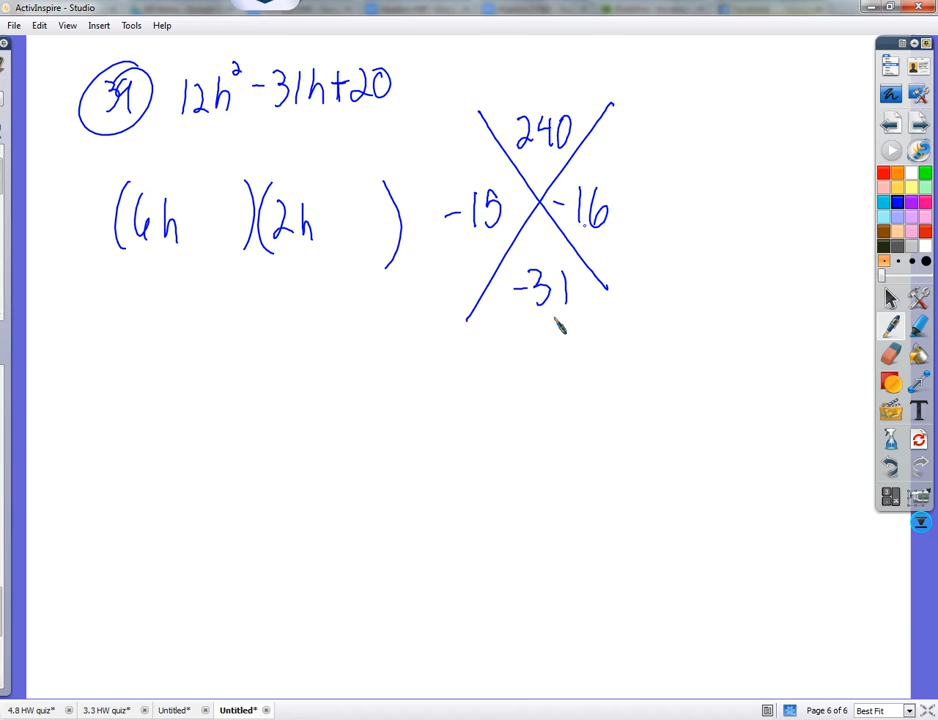 ActivInspire - Studio
File Edit View Insert Tools Help
39 12h² - 31h + 20
240
(6h )(2h )
-15 -16
-31
4.8 HW quiz* 3.3 HW quiz* Untitled* Untitled* Page 6 of 6 Best Fit